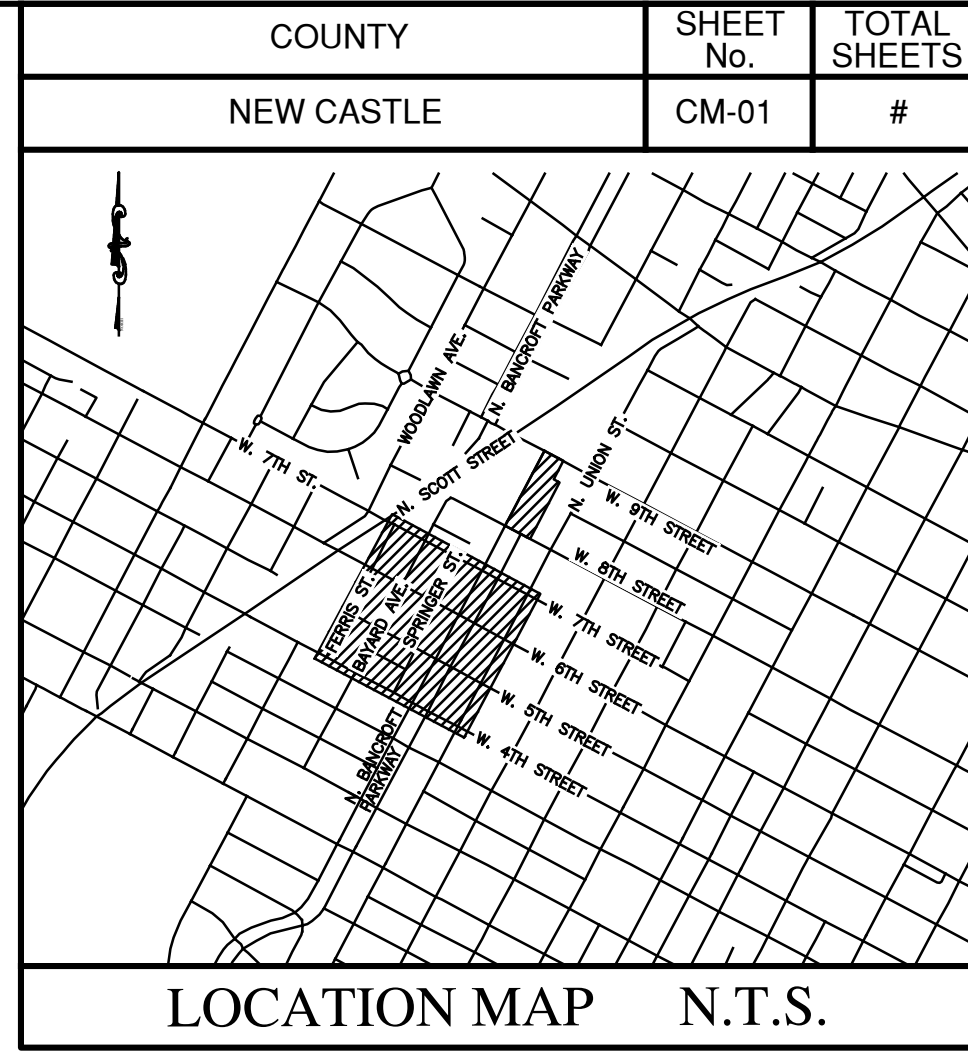 COUNTY
SHEET
No.
TOTAL
SHEETS
NEW CASTLE
CM-01
#
N. BANCROFT PARKWAY
WOODLAWN AVE.
W. 7TH ST.
N. SCOTT STREET
N. UNION ST.
W. 9TH STREET
W. 8TH STREET
FERRIS ST.
BAYARD AVE.
SPRINGER ST.
W. 7TH STREET
W. 6TH STREET
W. 5TH STREET
W. 4TH STREET
N. BANCROFT
PARKWAY
LOCATION MAP N.T.S.